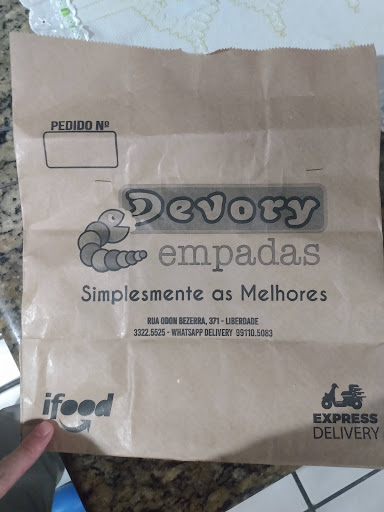 PEDIDO Nº
Devory
empadas
Simplesmente as Melhores
RUA ODON BEZERRA, 371 - LIBERDADE
3322.5525 - WHATSAPP DELIVERY 99110.5083
ifood
EXPRESS
DELIVERY